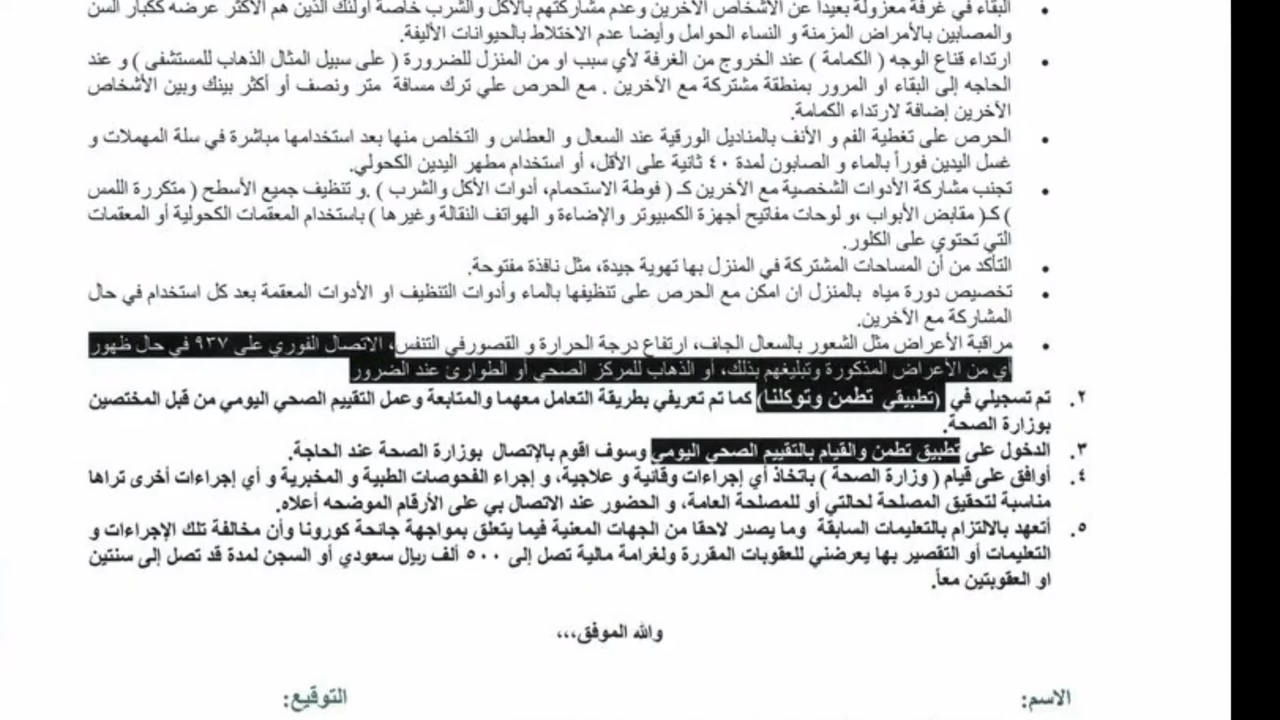 البقاء في غرفة معزولة بعيدا عن الأشخاص الآخرين وعدم مشاركتهم بالأكل والشرب خاصة أولئك الذين هم الأكثر عرضه ككبار السن
والمصابين بالأمراض المزمنة و النساء الحوامل وأيضا عدم الاختلاط بالحيوانات الأليفة.
ارتداء قناع الوجه ( الكمامة ) عند الخروج من الغرفة لأي سبب او من المنزل للضرورة ( على سبيل المثال الذهاب للمستشفى ) و عند
الحاجه إلى البقاء او المرور بمنطقة مشتركة مع الآخرين . مع الحرص علي ترك مسافة متر ونصف أو أكثر بينك وبين الأشخاص
الآخرين إضافة لارتداء الكمامة.
الحرص على تغطية الفم و الأنف بالمناديل الورقية عند السعال و العطاس و التخلص منها بعد استخدامها مباشرة في سلة المهملات و
غسل اليدين فوراً بالماء و الصابون لمدة ٤٠ ثانية على الأقل، أو استخدام مطهر اليدين الكحولي.
تجنب مشاركة الأدوات الشخصية مع الآخرين كـ ( فوطة الاستحمام، أدوات الأكل والشرب ) .و تنظيف جميع الأسطح ( متكررة اللمس
) كـ( مقابض الأبواب ،و لوحات مفاتيح أجهزة الكمبيوتر والإضاءة و الهواتف النقالة وغيرها ) باستخدام المعقمات الكحولية أو المعقمات
التي تحتوي على الكلور.
التأكد من أن المساحات المشتركة في المنزل بها تهوية جيدة، مثل نافذة مفتوحة.
تخصيص دورة مياه بالمنزل ان امكن مع الحرص على تنظيفها بالماء وأدوات التنظيف او الأدوات المعقمة بعد كل استخدام في حال
المشاركة مع الآخرين.
مراقبة الأعراض مثل الشعور بالسعال الجاف، ارتفاع درجة الحرارة و القصورفي التنفس، الاتصال الفوري على ٩٣٧ في حال ظهور
اي من الأعراض المذكورة وتبليغهم بذلك، أو الذهاب للمركز الصحي أو الطوارئ عند الضرور
٢. تم تسجيلي في (تطبيقي تطمن وتوكلنا) كما تم تعريفي بطريقة التعامل معهما والمتابعة وعمل التقييم الصحي اليومي من قبل المختصين
بوزارة الصحة.
٣. الدخول على تطبيق تطمن والقيام بالتقييم الصحي اليومي وسوف اقوم بالإتصال بوزارة الصحة عند الحاجة.
٤. أوافق على قيام ( وزارة الصحة ) باتخاذ أي إجراءات وقائية و علاجية، و إجراء الفحوصات الطبية و المخبرية و أي إجراءات أخرى تراها
مناسبة لتحقيق المصلحة لحالتي أو للمصلحة العامة، و الحضور عند الاتصال بي على الأرقام الموضحه أعلاه.
٥. أتعهد بالالتزام بالتعليمات السابقة وما يصدر لاحقا من الجهات المعنية فيما يتعلق بمواجهة جانحة كورونا وأن مخالفة تلك الإجراءات و
التعليمات أو التقصير بها يعرضني للعقوبات المقررة ولغرامة مالية تصل إلى ٥٠٠ ألف ريال سعودي أو السجن لمدة قد تصل إلى سنتين
او العقوبتين معاً.
والله الموفق،،،
الاسم: التوقيع: